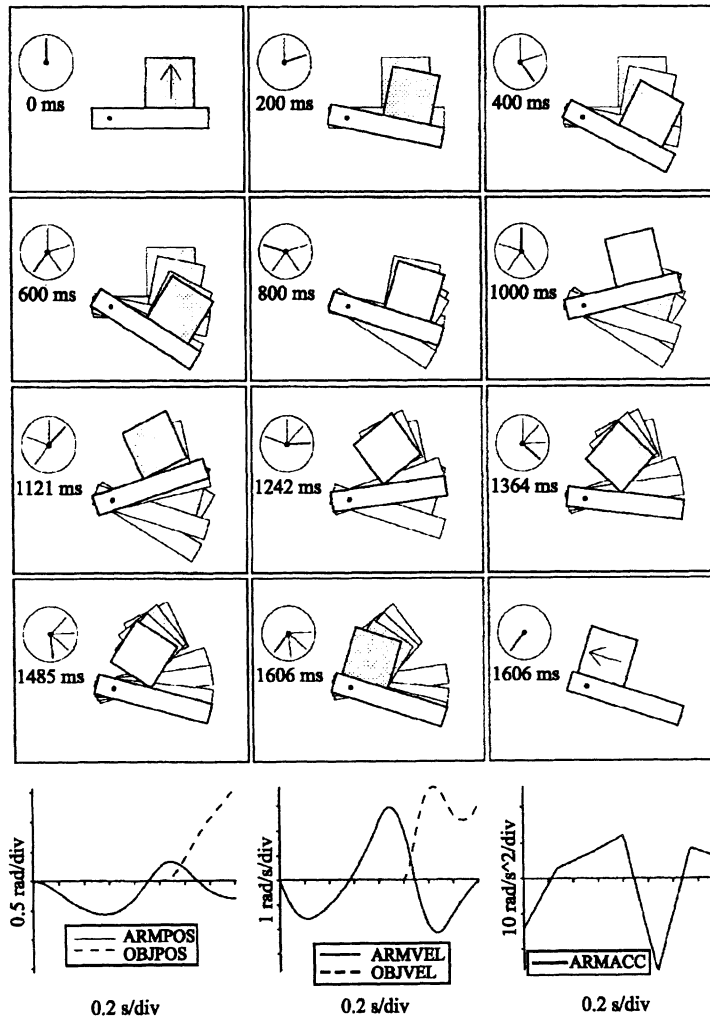 0 ms
200 ms
400 ms
600 ms
800 ms
1000 ms
1121 ms
1242 ms
1364 ms
1485 ms
1606 ms
1606 ms
0.5 rad/div
ARMPOS
OBJPOS
0.2 s/div
1 rad/s/div
ARMVEL
OBJVEL
0.2 s/div
10 rad/s^2/div
ARMACC
0.2 s/div